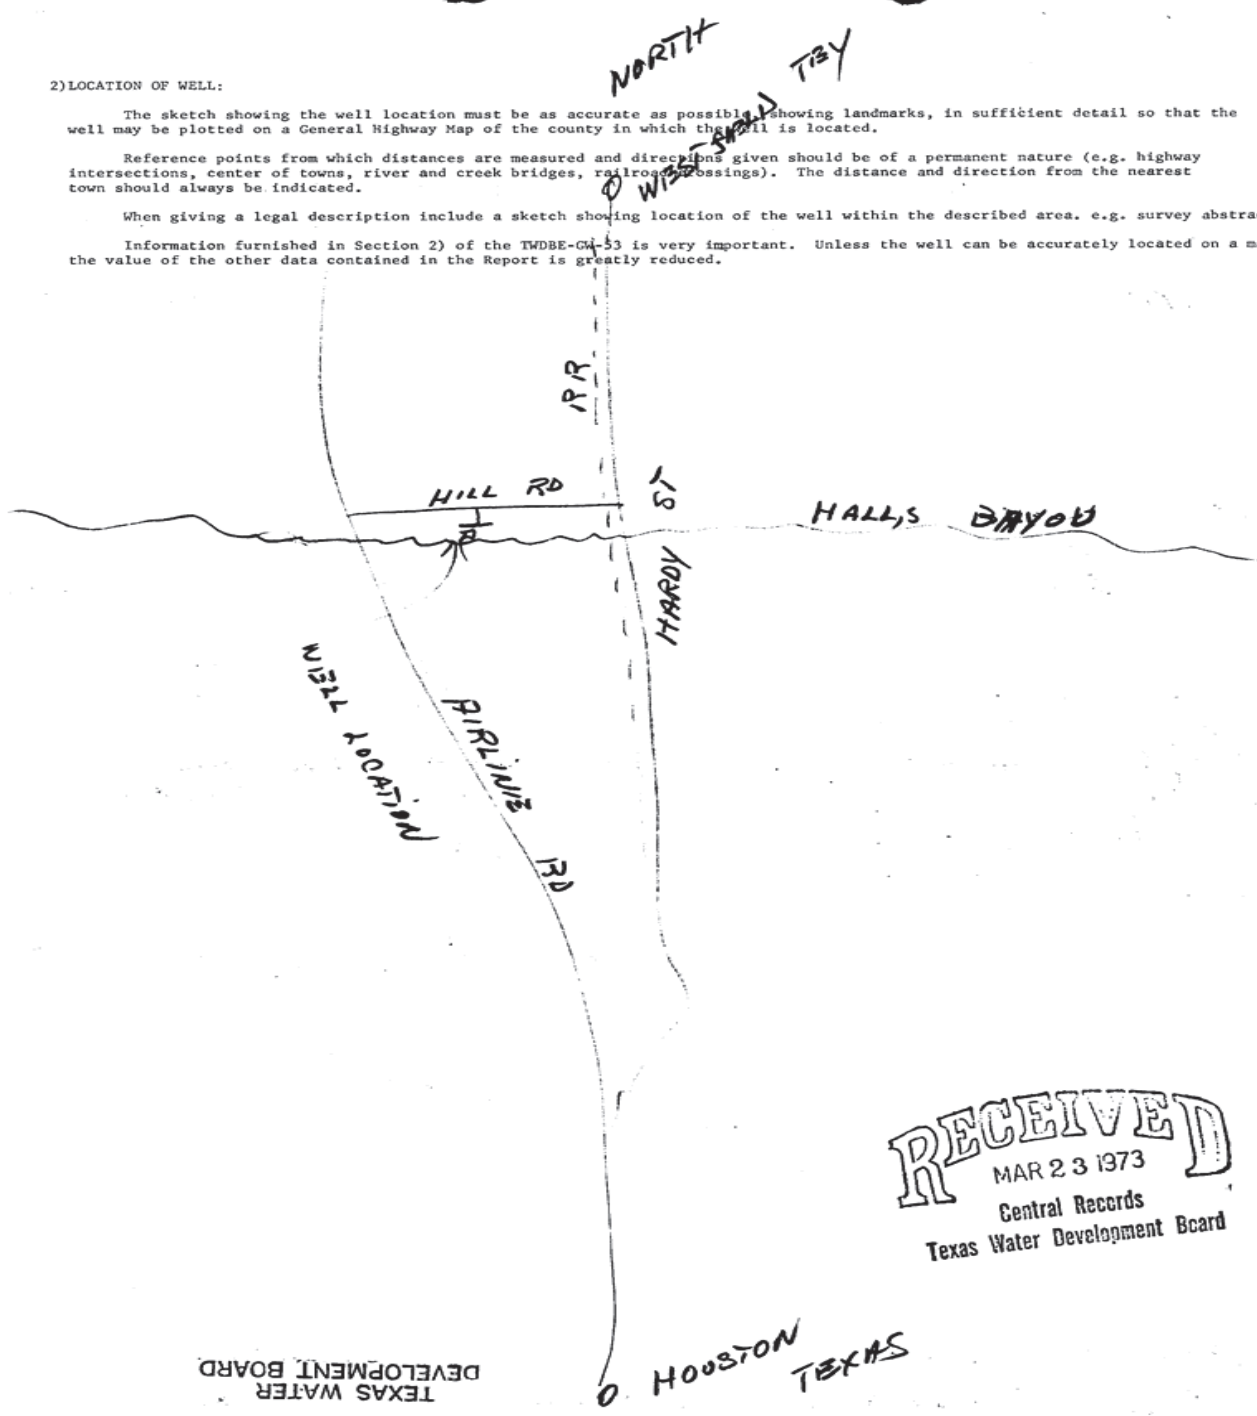 NORTH
WEST FIELD TBY
2)LOCATION OF WELL:
The sketch showing the well location must be as accurate as possible, showing landmarks, in sufficient detail so that the
well may be plotted on a General Highway Map of the county in which the well is located.
Reference points from which distances are measured and directions given should be of a permanent nature (e.g. highway
intersections, center of towns, river and creek bridges, railroad crossings). The distance and direction from the nearest
town should always be indicated.
When giving a legal description include a sketch showing location of the well within the described area. e.g. survey abstra
Information furnished in Section 2) of the TWDBE-GW-53 is very important. Unless the well can be accurately located on a m
the value of the other data contained in the Report is greatly reduced.
RR
HILL RD
HARDY ST
HALL,S BAYOU
WELL LOCATION
AIRLINE BD
RECEIVED
MAR 23 1973
Central Records
Texas Water Development Board
HOUSTON
TEXAS
TEXAS WATER
DEVELOPMENT BOARD